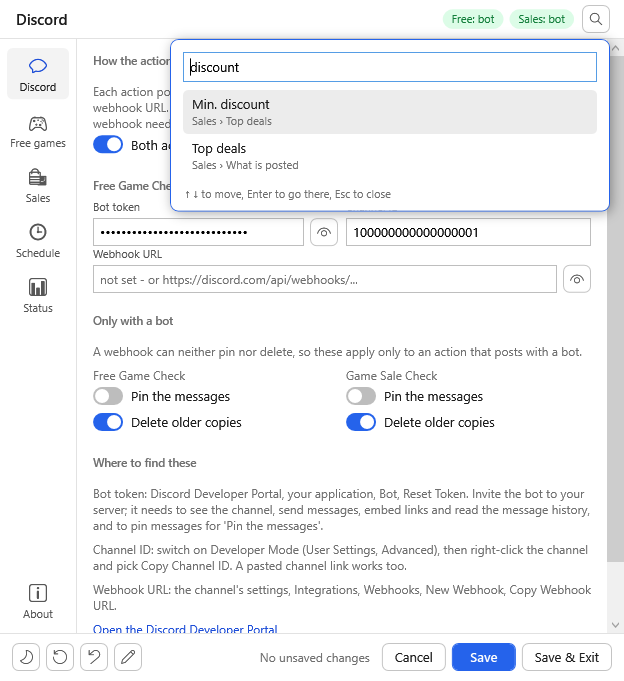 Discord
Free: bot
Sales: bot
discount
Min. discount
Sales › Top deals
Top deals
Sales › What is posted
↑ ↓ to move, Enter to go there, Esc to close
Discord
Free games
Sales
Schedule
Status
About
How the action
Each action po
webhook URL.
webhook need
Both a
Free Game Che
Bot token
•••••••••••••••••••••••••••
100000000000000001
Webhook URL
not set - or https://discord.com/api/webhooks/...
Only with a bot
A webhook can neither pin nor delete, so these apply only to an action that posts with a bot.
Free Game Check
Game Sale Check
Pin the messages
Pin the messages
Delete older copies
Delete older copies
Where to find these
Bot token: Discord Developer Portal, your application, Bot, Reset Token. Invite the bot to your
server; it needs to see the channel, send messages, embed links and read the message history,
and to pin messages for 'Pin the messages'.
Channel ID: switch on Developer Mode (User Settings, Advanced), then right-click the channel
and pick Copy Channel ID. A pasted channel link works too.
Webhook URL: the channel's settings, Integrations, Webhooks, New Webhook, Copy Webhook
URL.
Open the Discord Developer Portal
No unsaved changes
Cancel
Save
Save & Exit